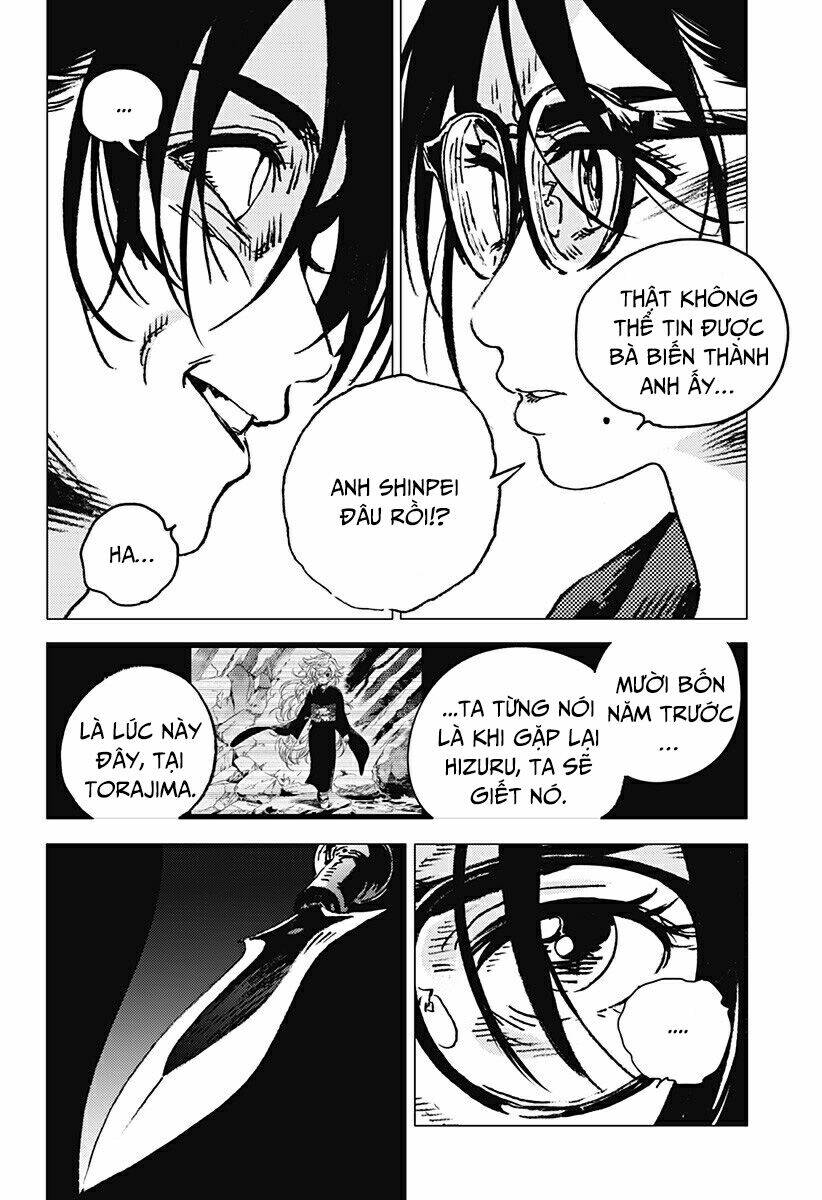 THẬT KHÔNG
THỂ TIN ĐƯỢC
BÀ BIẾN THÀNH
ANH ẤY...
ANH SHINPEI
ĐÂU RỒI!?
...
HA...
MƯỜI BỐN
NĂM TRƯỚC
...
...TA TỪNG NÓI
LÀ KHI GẶP LẠI
HIZURU, TA SẼ
GIẾT NÓ.
LÀ LÚC NÀY
ĐÂY, TẠI
TORAJIMA.
....